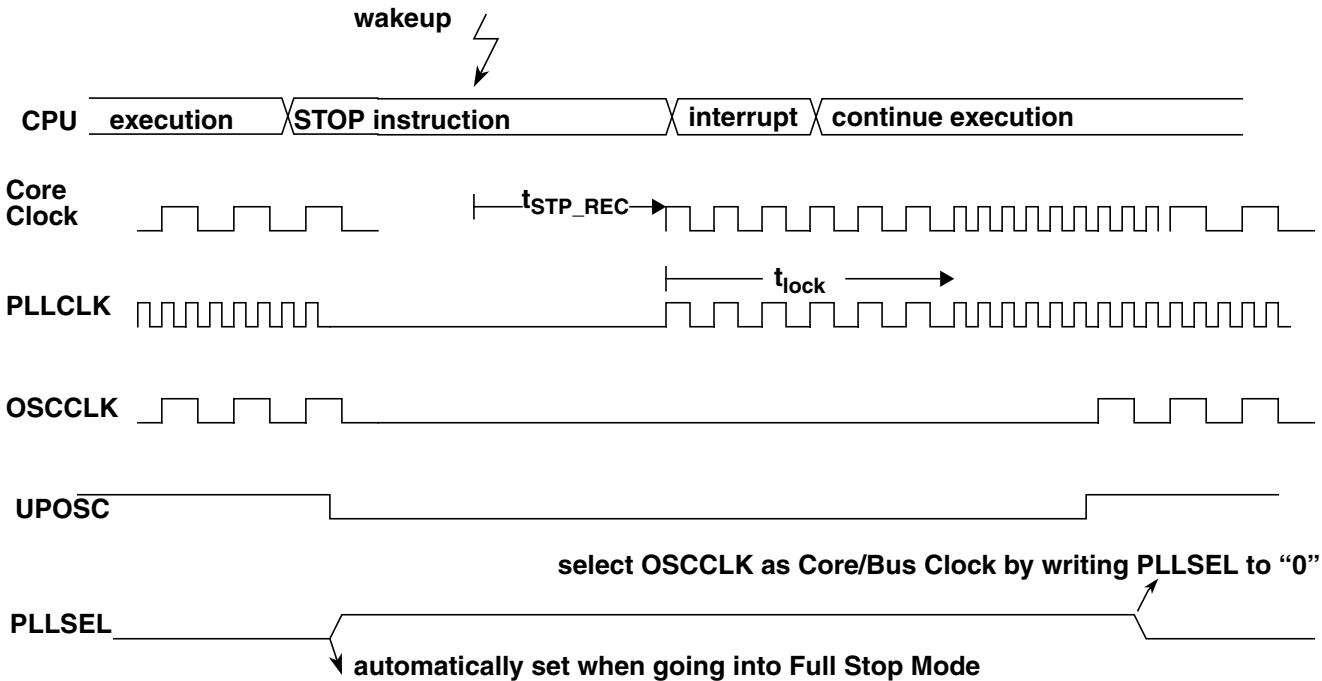 wakeup
CPU execution STOP instruction interrupt continue execution
Core
Clock
tSTP_REC
tlock
PLLCLK
OSCCLK
UPOSC
select OSCCLK as Core/Bus Clock by writing PLLSEL to “0”
PLLSEL
automatically set when going into Full Stop Mode